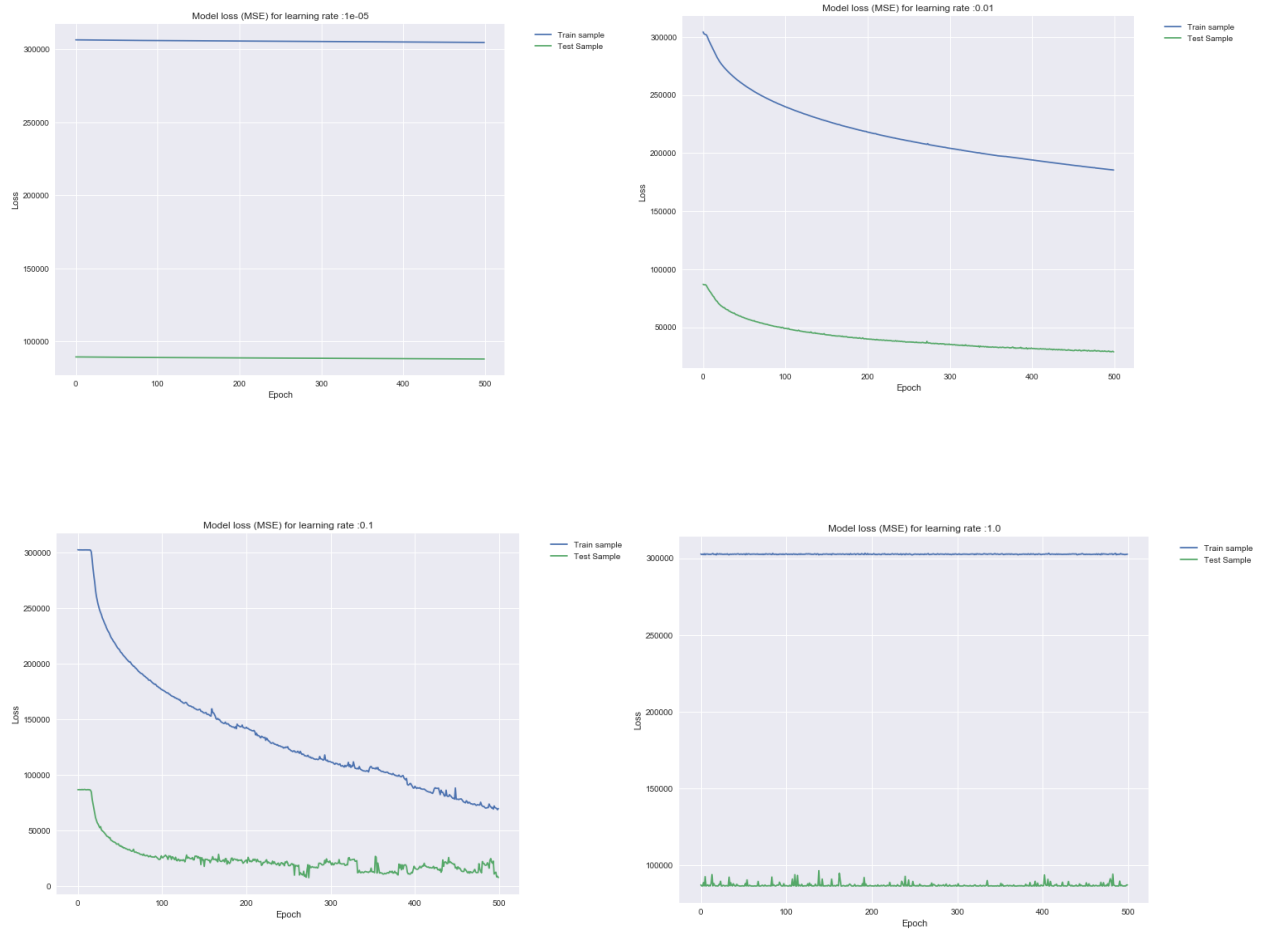 Model loss (MSE) for learning rate :1e-05
Train sample
Test Sample
300000
250000
200000
150000
100000
Loss
0 100 200 300 400 500
Epoch
Model loss (MSE) for learning rate :0.01
Train sample
Test Sample
300000
250000
200000
150000
100000
50000
Loss
0 100 200 300 400 500
Epoch
Model loss (MSE) for learning rate :0.1
Train sample
Test Sample
300000
250000
200000
150000
100000
50000
0
Loss
0 100 200 300 400 500
Epoch
Model loss (MSE) for learning rate :1.0
Train sample
Test Sample
300000
250000
200000
150000
100000
Loss
0 100 200 300 400 500
Epoch